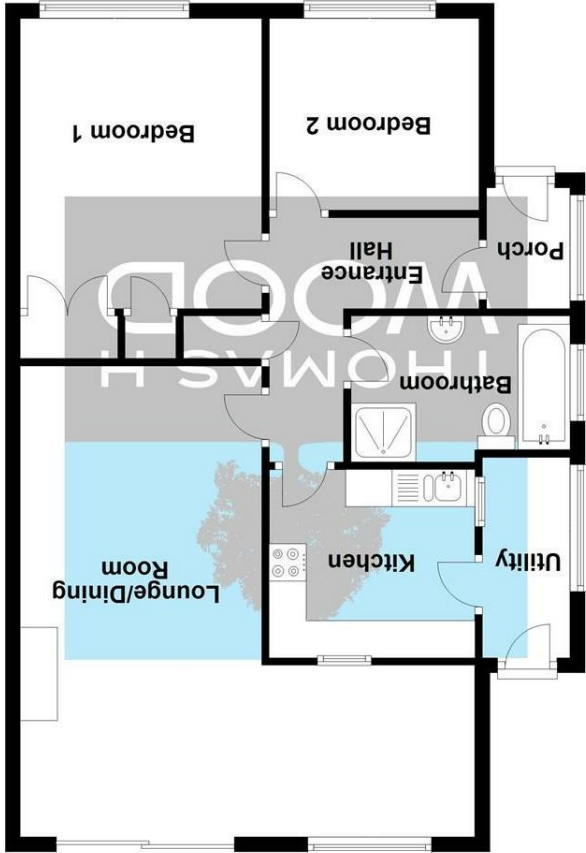 Lounge/Dining
Room
Kitchen
Utility
THOMAS H
WOOD
Bathroom
Entrance
Hall
Porch
Bedroom 1
Bedroom 2